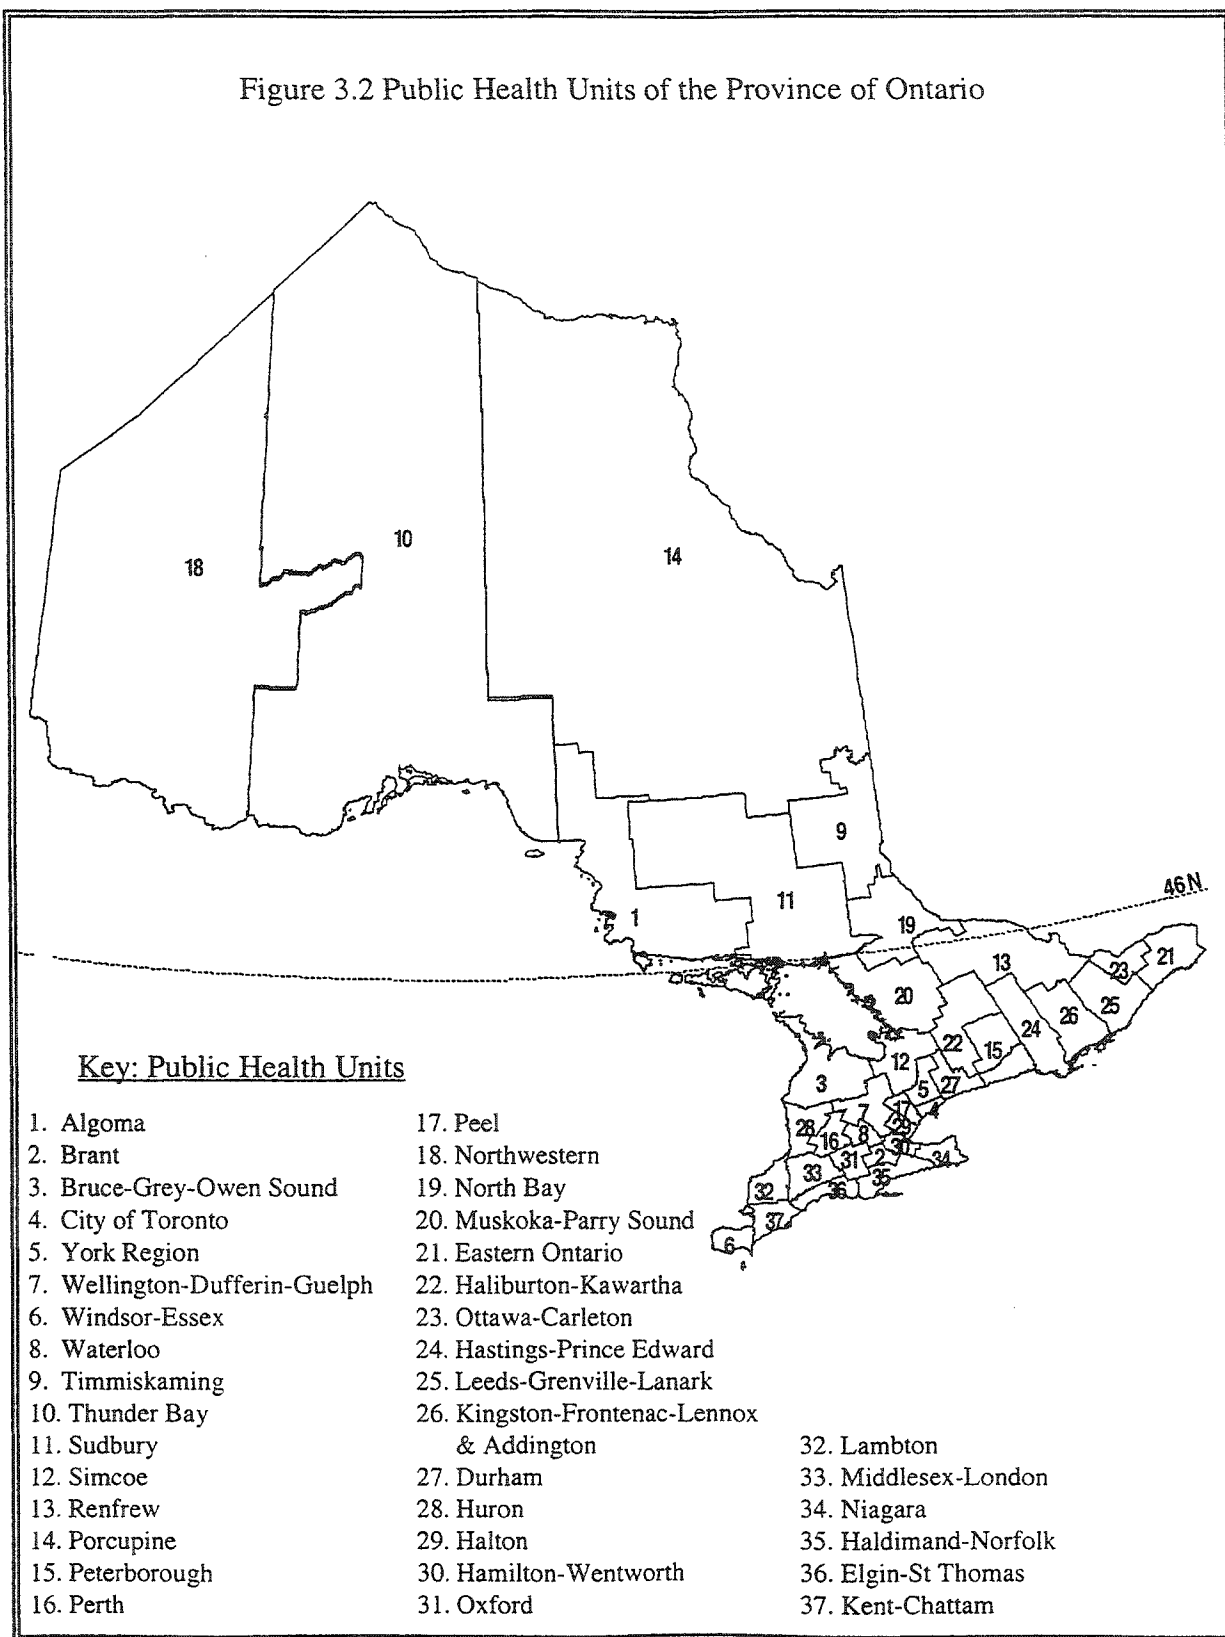 Figure 3.2 Public Health Units of the Province of Ontario
18
10
14
9
11
1
46 N
19
13
23
21
20
25
26
24
22
15
12
3
5
27
7
17
4
28
29
8
16
30
31
2
34
33
35
32
36
37
6
Key: Public Health Units
1. Algoma
2. Brant
3. Bruce-Grey-Owen Sound
4. City of Toronto
5. York Region
7. Wellington-Dufferin-Guelph
6. Windsor-Essex
8. Waterloo
9. Timmiskaming
10. Thunder Bay
11. Sudbury
12. Simcoe
13. Renfrew
14. Porcupine
15. Peterborough
16. Perth
17. Peel
18. Northwestern
19. North Bay
20. Muskoka-Parry Sound
21. Eastern Ontario
22. Haliburton-Kawartha
23. Ottawa-Carleton
24. Hastings-Prince Edward
25. Leeds-Grenville-Lanark
26. Kingston-Frontenac-Lennox
& Addington
27. Durham
28. Huron
29. Halton
30. Hamilton-Wentworth
31. Oxford
32. Lambton
33. Middlesex-London
34. Niagara
35. Haldimand-Norfolk
36. Elgin-St Thomas
37. Kent-Chattam